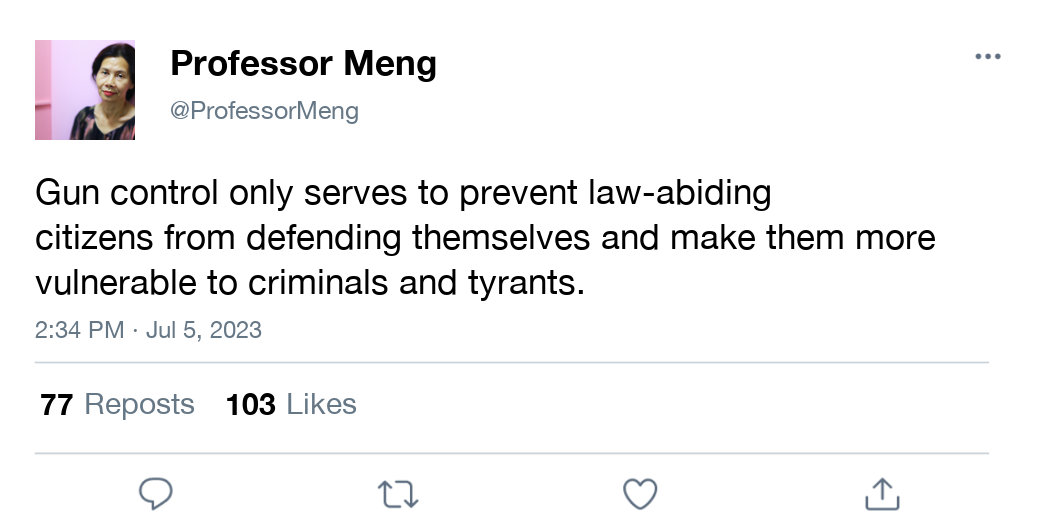 Professor Meng
@ProfessorMeng
Gun control only serves to prevent law-abiding
citizens from defending themselves and make them more
vulnerable to criminals and tyrants.
2:34 PM · Jul 5, 2023
77 Reposts 103 Likes